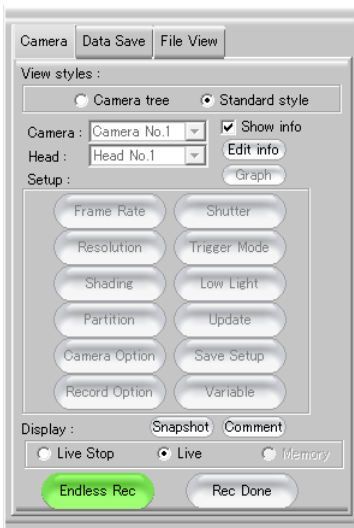 Camera Data Save File View
View styles :
Camera tree Standard style
Camera : Camera No.1 Show info
Head : Head No.1 Edit info
Setup : Graph
Frame Rate Shutter
Resolution Trigger Mode
Shading Low Light
Partition Update
Camera Option Save Setup
Record Option Variable
Display : Snapshot Comment
Live Stop Live Memory
Endless Rec Rec Done